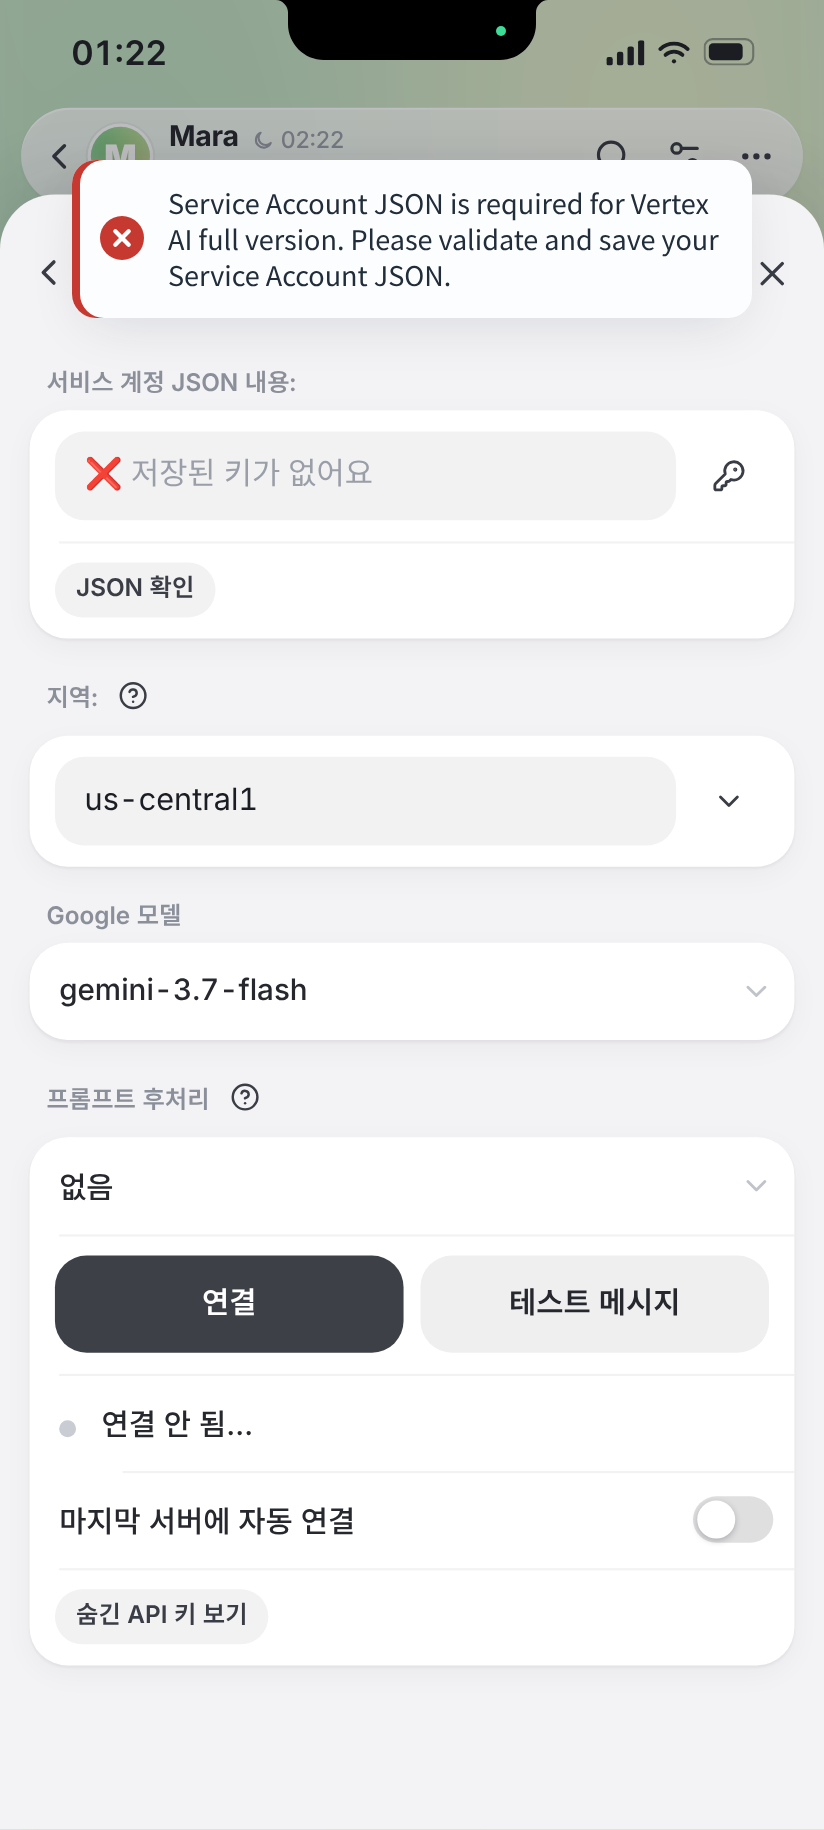 01:22
Mara 02:22
M
Service Account JSON is required for Vertex
AI full version. Please validate and save your
Service Account JSON.
서비스 계정 JSON 내용:
❌ 저장된 키가 없어요
JSON 확인
지역:
us-central1
Google 모델
gemini-3.7-flash
프롬프트 후처리
없음
연결
테스트 메시지
연결 안 됨...
마지막 서버에 자동 연결
숨긴 API 키 보기